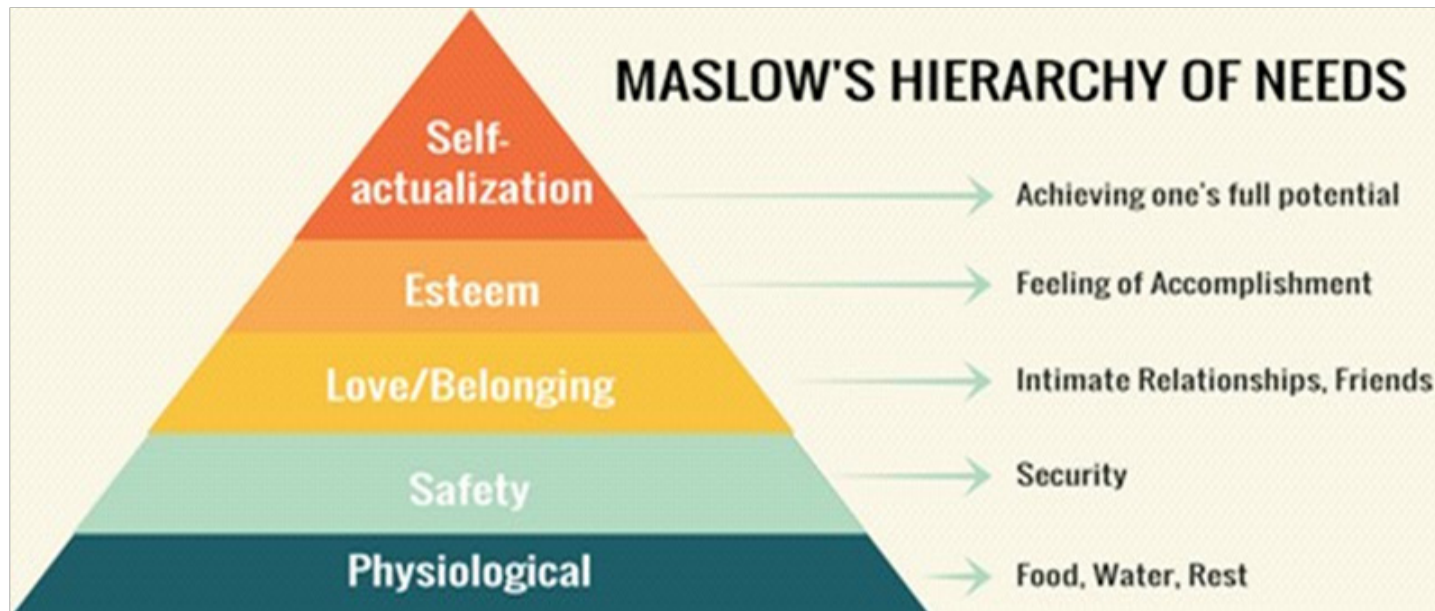 MASLOW'S HIERARCHY OF NEEDS
Self-
actualization
Achieving one's full potential
Esteem
Feeling of Accomplishment
Love/Belonging
Intimate Relationships, Friends
Safety
Security
Physiological
Food, Water, Rest